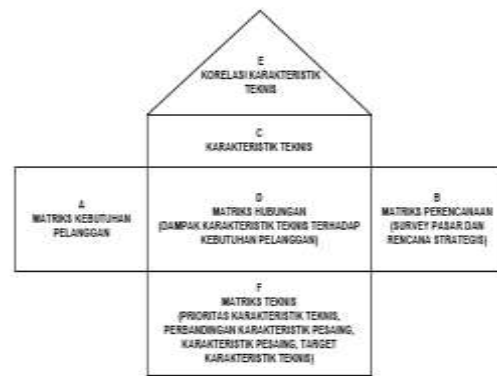 E
KORELASI KARAKTERISTIK
TEKNIS
C
KARAKTERISTIK TEKNIS
A
MATRIKS KEBUTUHAN
PELANGGAN
D
MATRIKS HUBUNGAN
(DAMPAK KARAKTERISTIK TEKNIS TERHADAP
KEBUTUHAN PELANGGAN)
B
MATRIKS PERENCANAAN
(SURVEY PASAR DAN
RENCANA STRATEGIS)
F
MATRIKS TEKNIS
(PRIORITAS KARAKTERISTIK TEKNIS,
PERBANDINGAN KARAKTERISTIK PESAING,
KARAKTERISTIK PESAING, TARGET
KARAKTERISTIK TEKNIS)